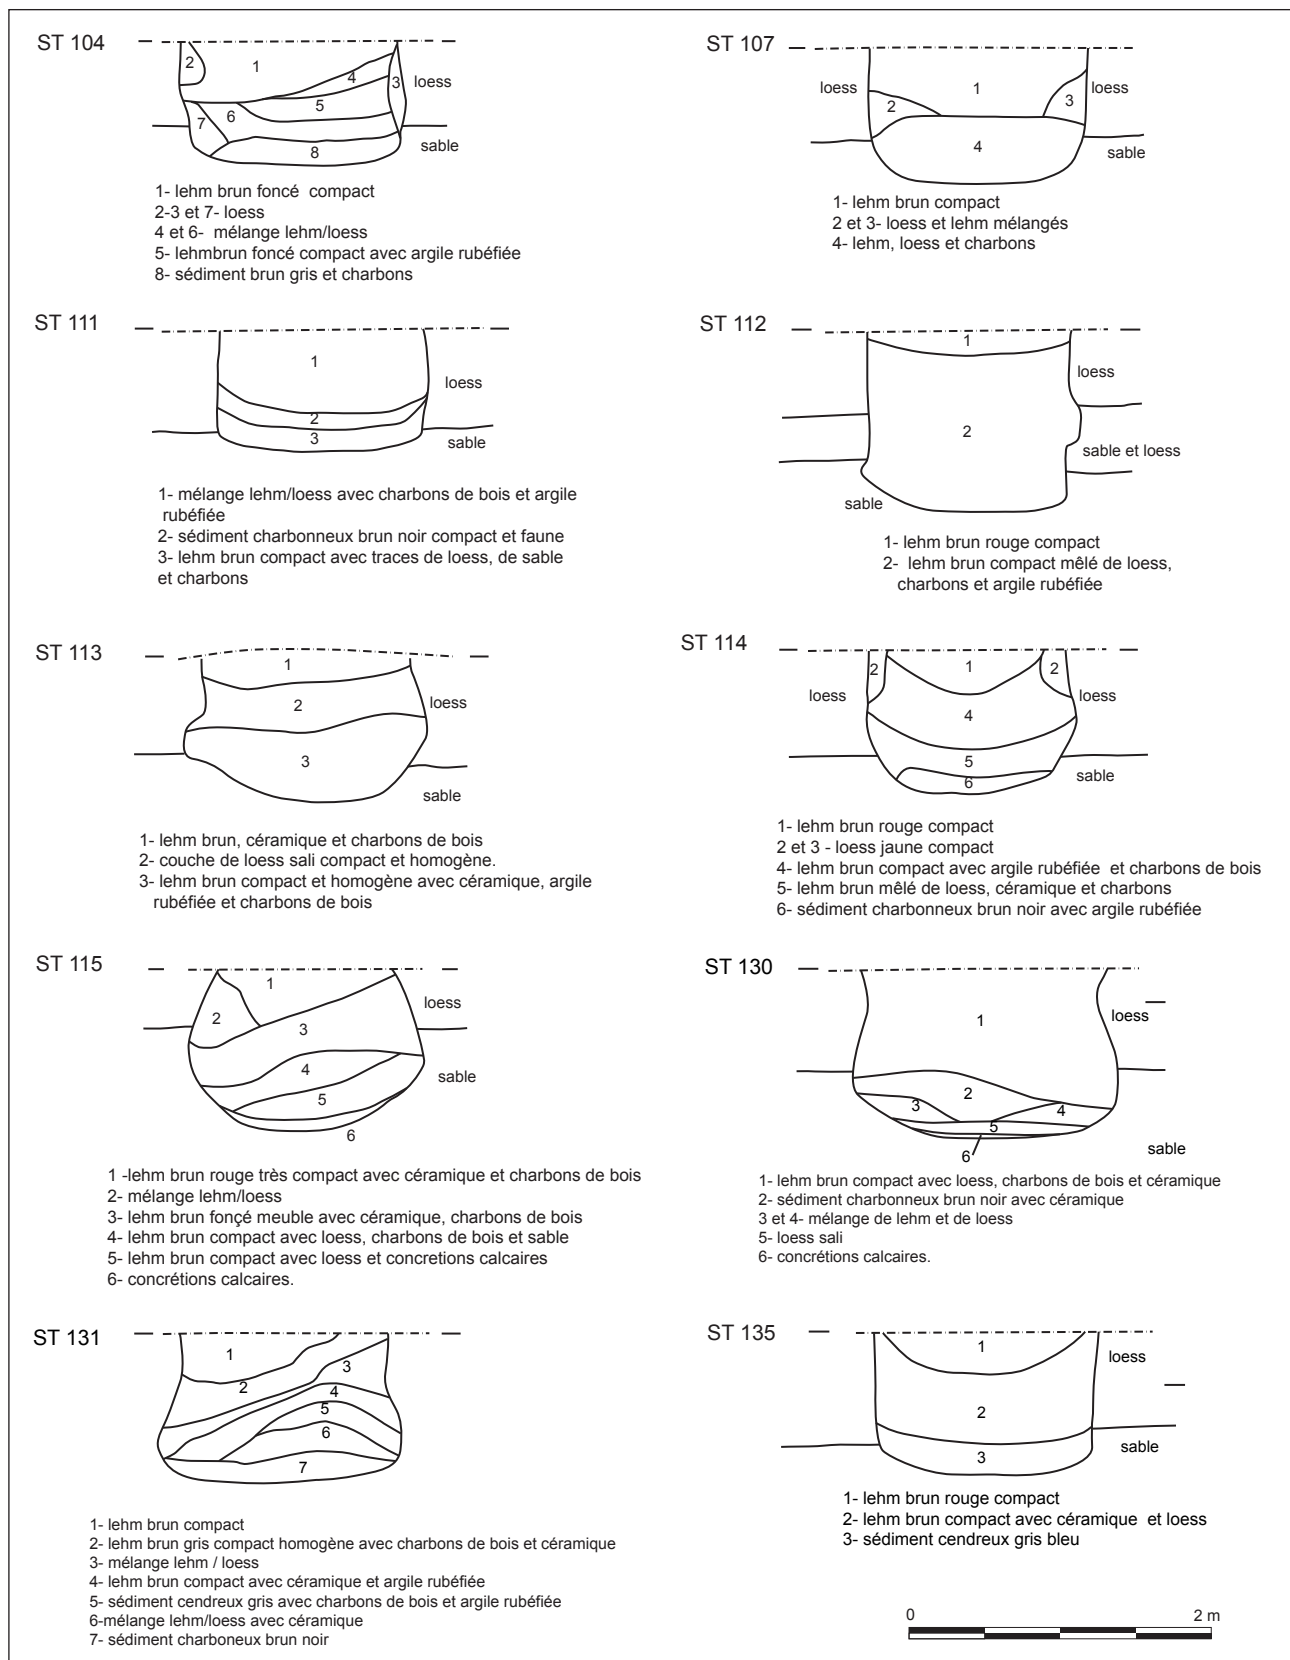 ST 104
2
1
4
3
loess
5
7
6
8
sable
1- lehm brun foncé compact
2-3 et 7- loess
4 et 6- mélange lehm/loess
5- lehmbrun foncé compact avec argile rubéfiée
8- sédiment brun gris et charbons
ST 107
loess
1
loess
2
3
4
sable
1- lehm brun compact
2 et 3- loess et lehm mélangés
4- lehm, loess et charbons
ST 111
1
loess
2
3
sable
1- mélange lehm/loess avec charbons de bois et argile
rubéfiée
2- sédiment charbonneux brun noir compact et faune
3- lehm brun compact avec traces de loess, de sable
et charbons
ST 112
1
loess
2
sable et loess
sable
1- lehm brun rouge compact
2- lehm brun compact mêlé de loess,
charbons et argile rubéfiée
ST 113
1
2
loess
3
sable
1- lehm brun, céramique et charbons de bois
2- couche de loess sali compact et homogène.
3- lehm brun compact et homogène avec céramique, argile
rubéfiée et charbons de bois
ST 114
2
1
2
loess
loess
4
5
6
sable
1- lehm brun rouge compact
2 et 3 - loess jaune compact
4- lehm brun compact avec argile rubéfiée et charbons de bois
5- lehm brun mêlé de loess, céramique et charbons
6- sédiment charbonneux brun noir avec argile rubéfiée
ST 115
1
loess
2
3
4
sable
5
6
1 -lehm brun rouge très compact avec céramique et charbons de bois
2- mélange lehm/loess
3- lehm brun fonçé meuble avec céramique, charbons de bois
4- lehm brun compact avec loess, charbons de bois et sable
5- lehm brun compact avec loess et concretions calcaires
6- concrétions calcaires.
ST 130
1
loess
2
3
4
5
6
sable
1- lehm brun compact avec loess, charbons de bois et céramique
2- sédiment charbonneux brun noir avec céramique
3 et 4- mélange de lehm et de loess
5- loess sali
6- concrétions calcaires.
ST 131
1
3
2
4
5
6
7
1- lehm brun compact
2- lehm brun gris compact homogène avec charbons de bois et céramique
3- mélange lehm / loess
4- lehm brun compact avec céramique et argile rubéfiée
5- sédiment cendreux gris avec charbons de bois et argile rubéfiée
6-mélange lehm/loess avec céramique
7- sédiment charboneux brun noir
ST 135
1
loess
2
sable
3
1- lehm brun rouge compact
2- lehm brun compact avec céramique et loess
3- sédiment cendreux gris bleu
0 2 m